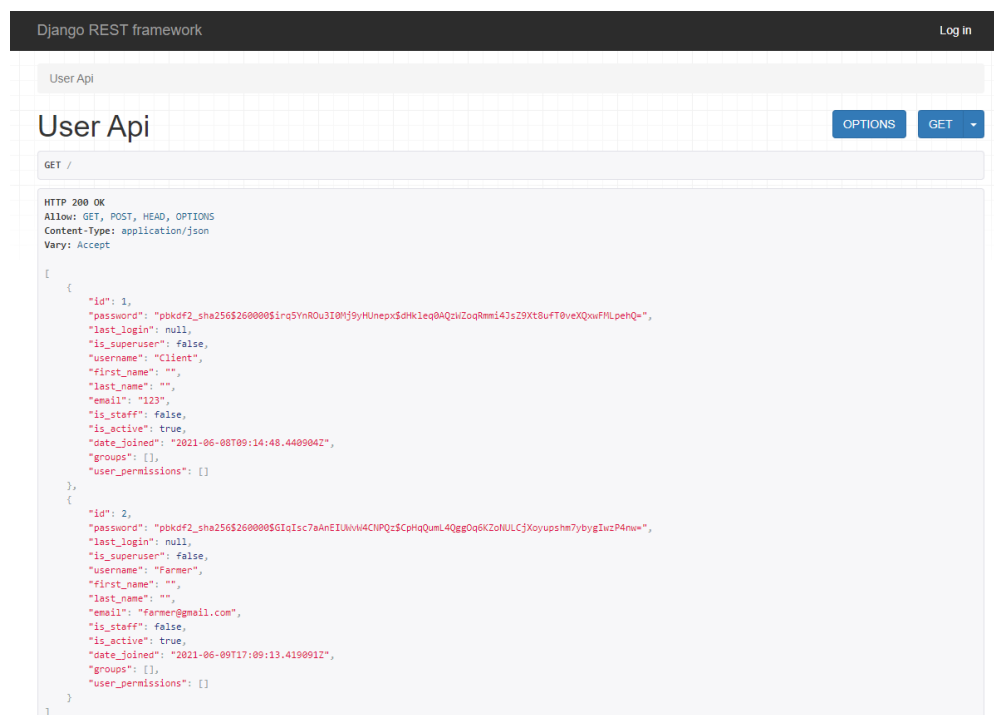 Django REST framework
Log in
User Api
User Api
OPTIONS
GET
GET /
HTTP 200 OK
Allow: GET, POST, HEAD, OPTIONS
Content-Type: application/json
Vary: Accept
[
{
"id": 1,
"password": "pbkdf2_sha256$260000$irq5YnROu3I0Mj9yHUnepx$dHkleq0AQzWZoqRmmi4JsZ9Xt8ufT0veXQxwFMLpehQ=",
"last_login": null,
"is_superuser": false,
"username": "Client",
"first_name": "",
"last_name": "",
"email": "123",
"is_staff": false,
"is_active": true,
"date_joined": "2021-06-08T09:14:48.440904Z",
"groups": [],
"user_permissions": []
},
{
"id": 2,
"password": "pbkdf2_sha256$260000$GIqIsc7aAnEIUWvW4CNPQz$CpHqQumL4QggOq6KZoNULCjXoyupshm7ybygIwzP4nw=",
"last_login": null,
"is_superuser": false,
"username": "Farmer",
"first_name": "",
"last_name": "",
"email": "farmer@gmail.com",
"is_staff": false,
"is_active": true,
"date_joined": "2021-06-09T17:09:13.419091Z",
"groups": [],
"user_permissions": []
}
]